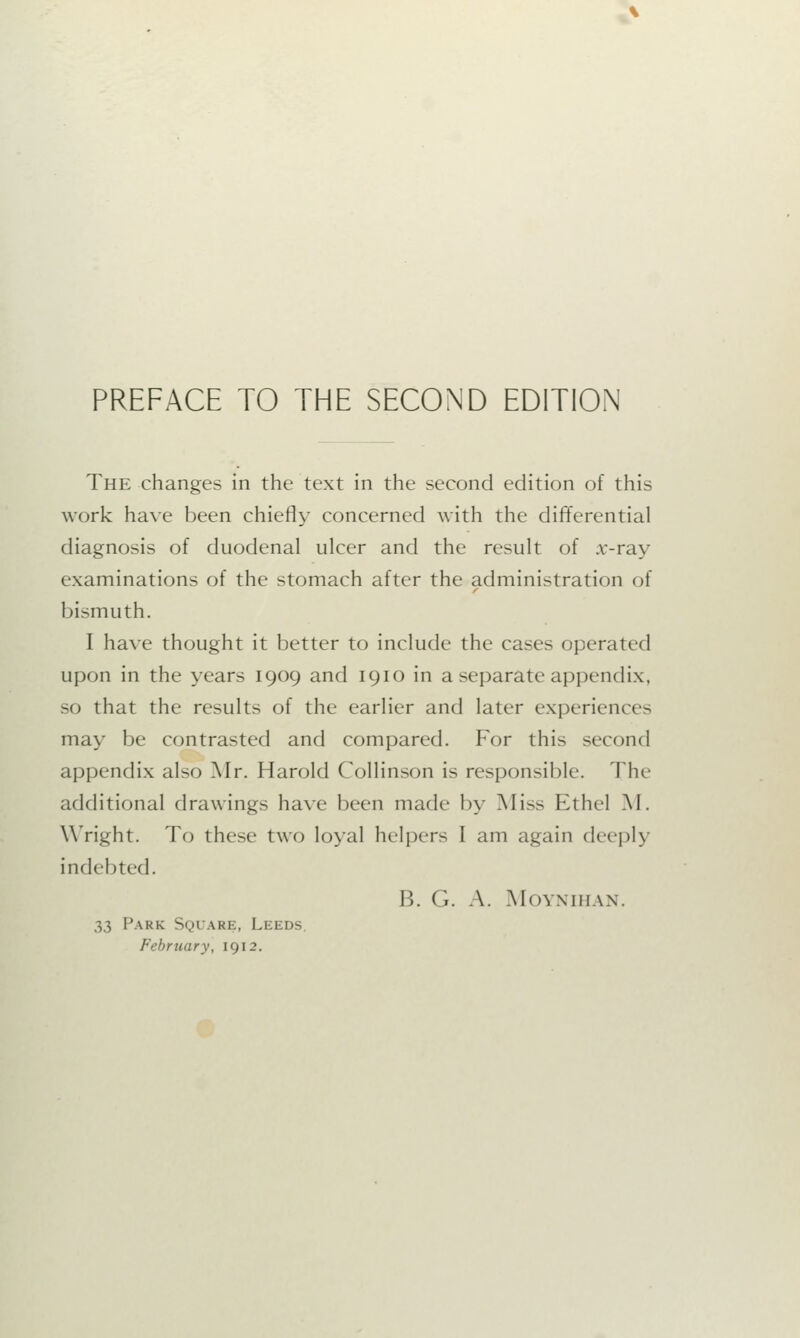 PREFACE TO THE SECOND EDITION
The changes in the text in the second edition of this
work have been chiefly concerned with the differential
diagnosis of duodenal ulcer and the result of x-ray
examinations of the stomach after the administration of
bismuth.
I have thought it better to include the cases operated
upon in the years 1909 and 1910 in a separate appendix,
so that the results of the earlier and later experiences
may be contrasted and compared. For this second
appendix also Mr. Harold Collinson is responsible. The
additional drawings have been made by Miss Ethel M.
Wright. To these two loyal helpers I am again deeply
indebted.
B. G. A. Moynihan.
33 Park Square, Leeds,
February, 1912.